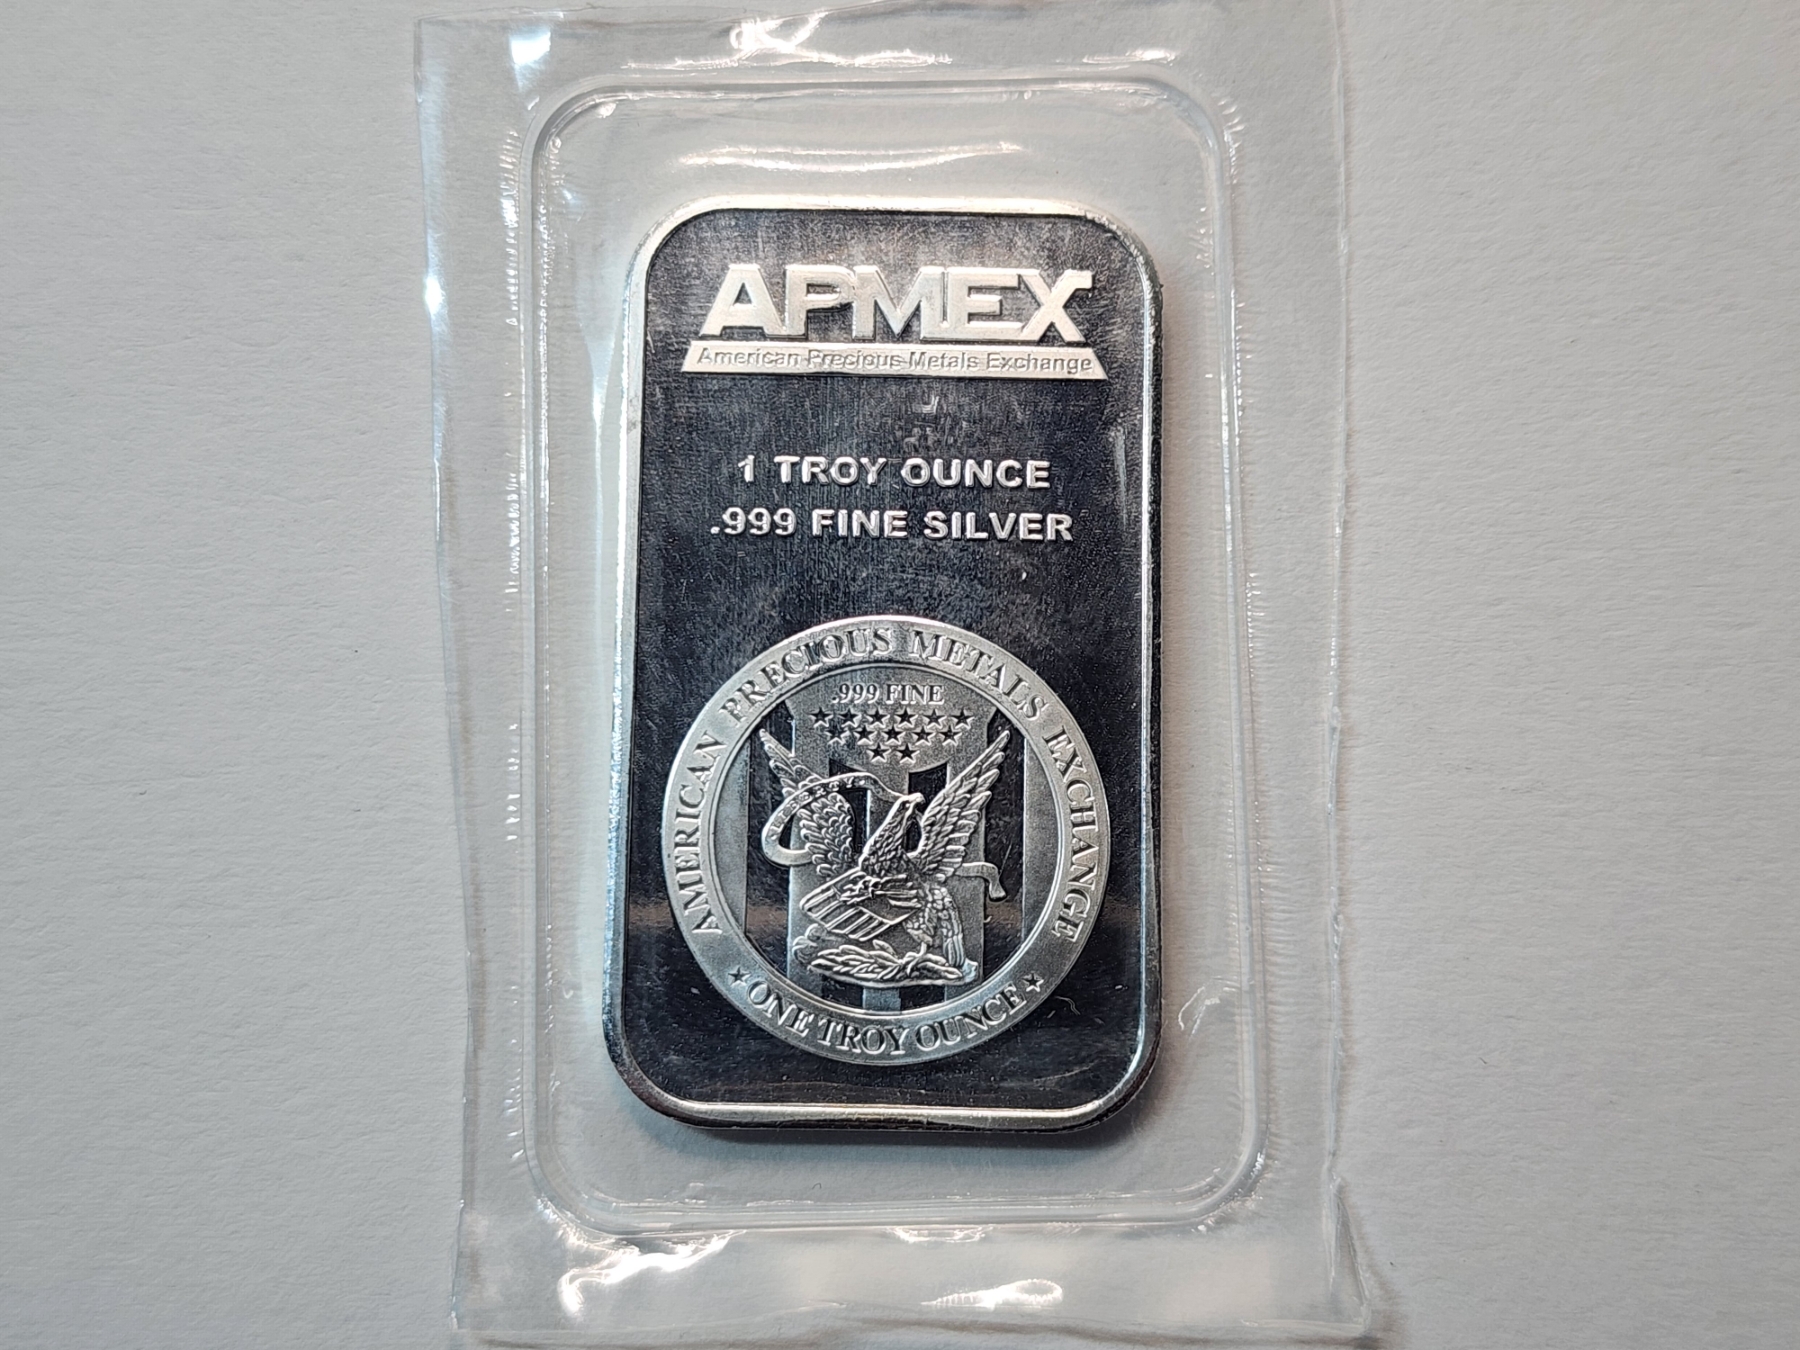 APMEX
American Precious Metals Exchange
1 TROY OUNCE
.999 FINE SILVER
AMERICAN PRECIOUS METALS EXCHANGE
.999 FINE
LIBERTY
★ ONE TROY OUNCE ★